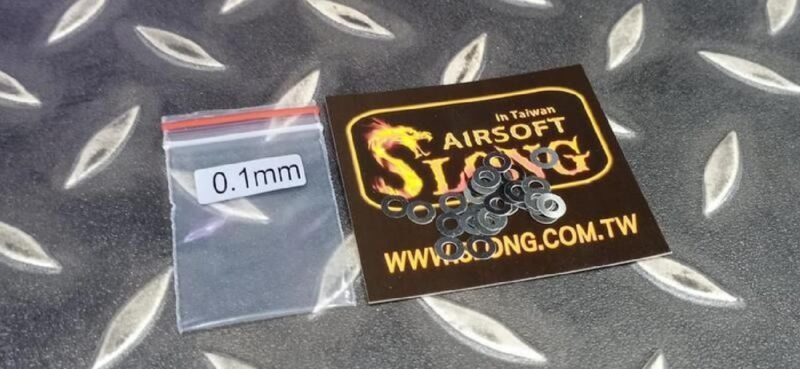 0.1mm
In Taiwan
AIRSOFT
SLONG
WWW.SLONG.COM.TW